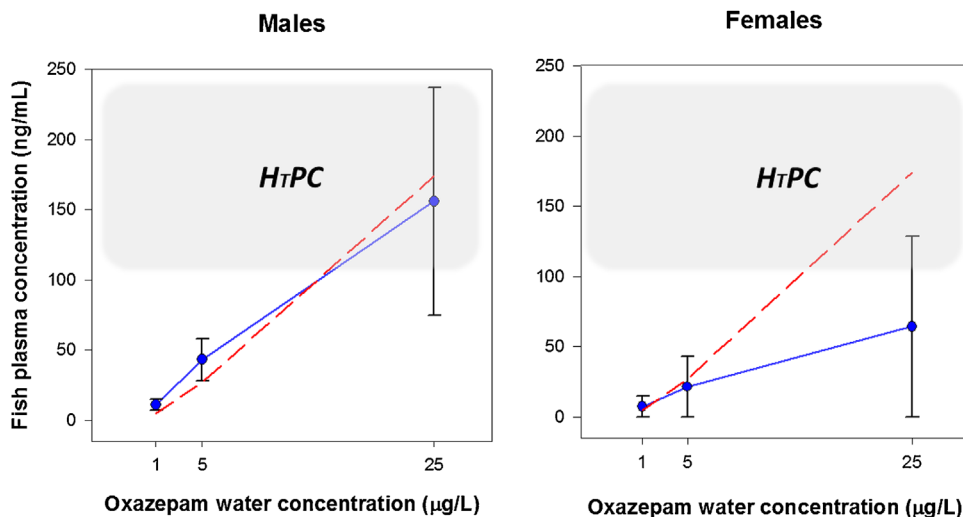 Males
Fish plasma concentration (ng/mL)
250
200
150
100
50
0
HTPC
1
5
25
Oxazepam water concentration (μg/L)
Females
250
200
150
100
50
0
HTPC
1
5
25
Oxazepam water concentration (μg/L)